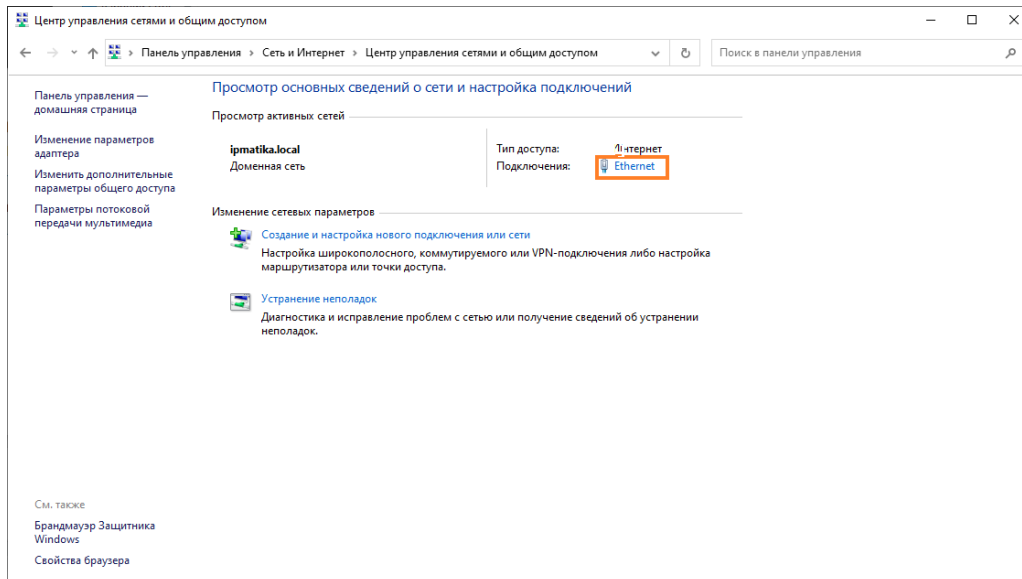 Центр управления сетями и общим доступом
Панель управления › Сеть и Интернет › Центр управления сетями и общим доступом
Поиск в панели управления
Панель управления —
домашняя страница
Изменение параметров
адаптера
Изменить дополнительные
параметры общего доступа
Параметры потоковой
передачи мультимедиа
Просмотр основных сведений о сети и настройка подключений
Просмотр активных сетей
ipmatika.local
Доменная сеть
Тип доступа: Интернет
Подключения: Ethernet
Изменение сетевых параметров
Создание и настройка нового подключения или сети
Настройка широкополосного, коммутируемого или VPN-подключения либо настройка
маршрутизатора или точки доступа.
Устранение неполадок
Диагностика и исправление проблем с сетью или получение сведений об устранении
неполадок.
См. также
Брандмауэр Защитника
Windows
Свойства браузера